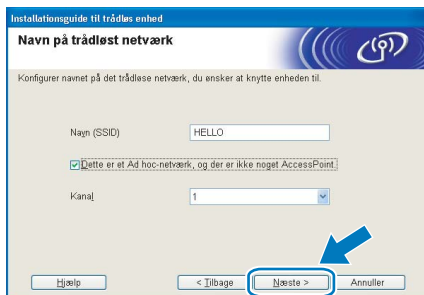 Installationsguide til trådløs enhed
Navn på trådløst netværk
Konfigurer navnet på det trådløse netværk, du ønsker at knytte enheden til.
Navn (SSID) HELLO
Dette er et Ad hoc-netværk, og der er ikke noget AccessPoint.
Kanal 1
Hjælp < Tilbage Næste > Annuller